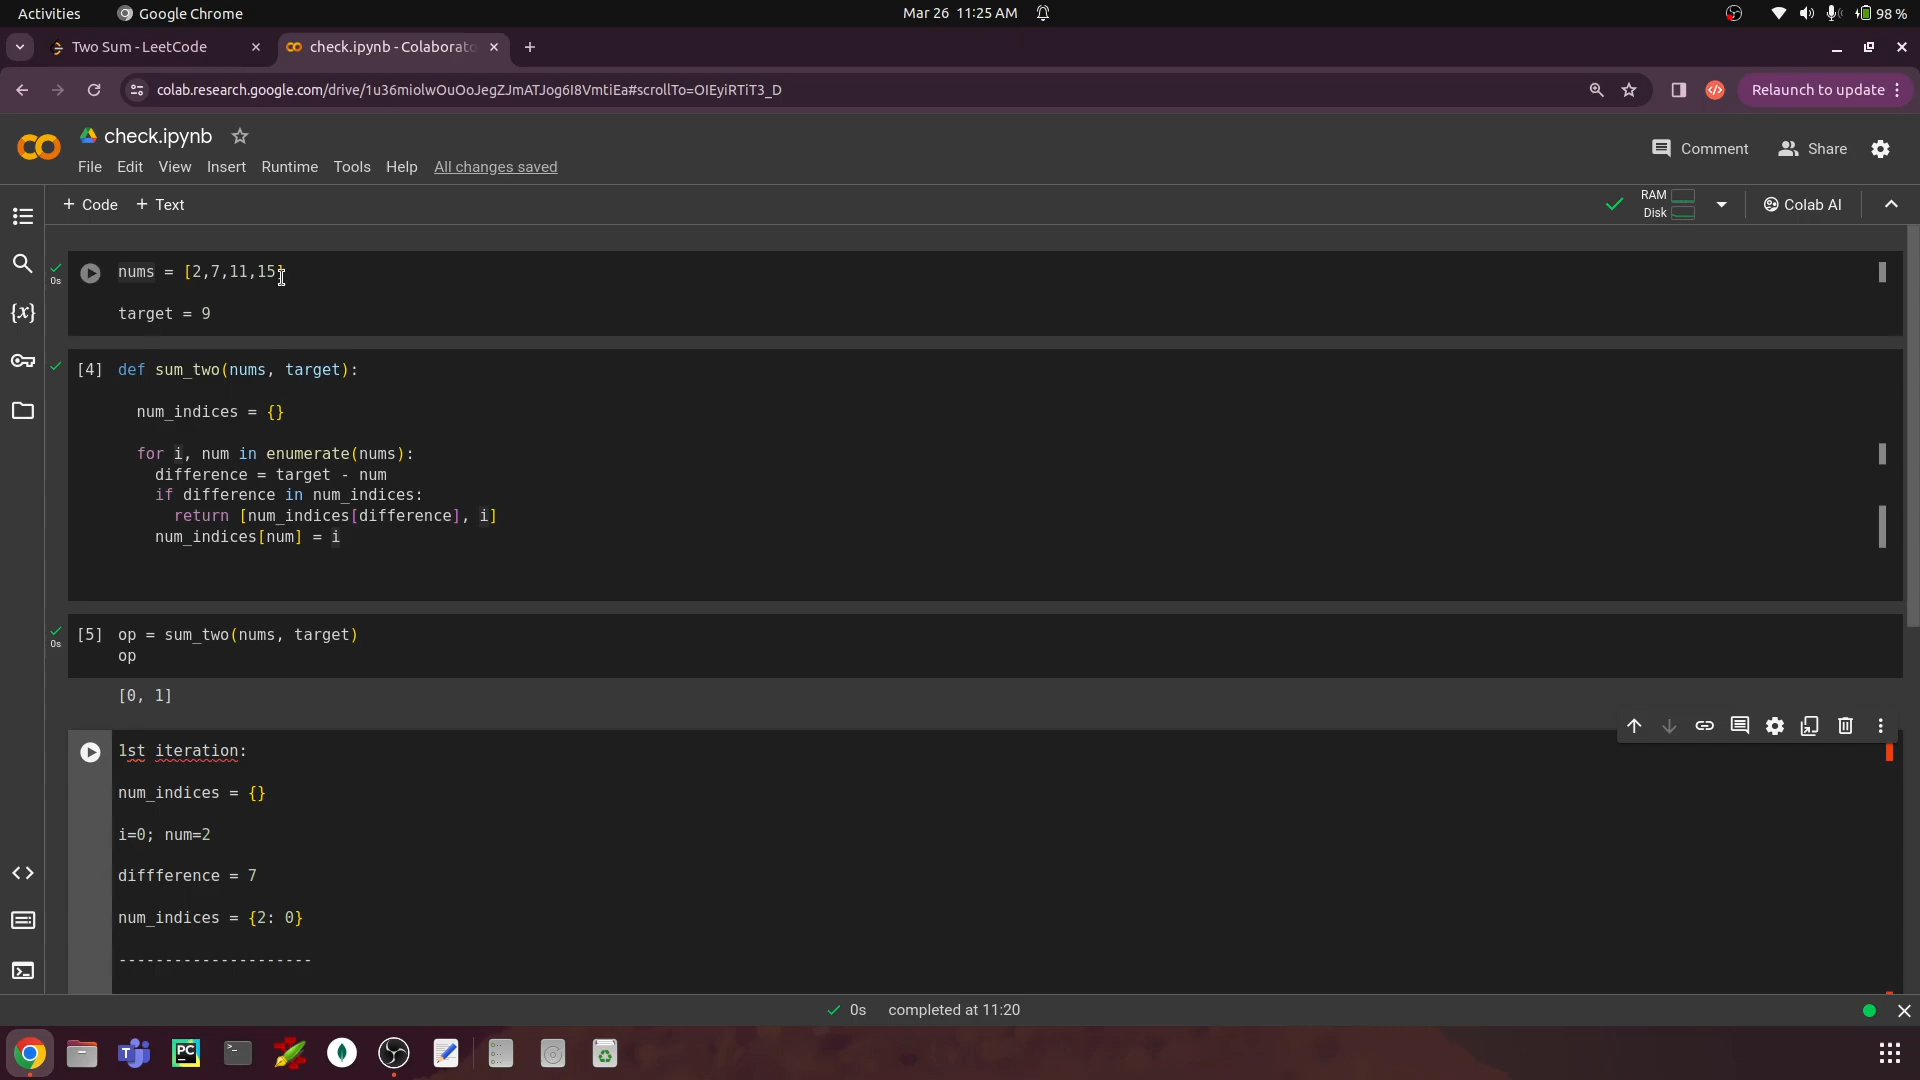 Activities
Google Chrome
Mar 26 11:25 AM
98 %
Two Sum - LeetCode
check.ipynb - Colaborato
colab.research.google.com/drive/1u36miolwOuOoJegZJmATJog6I8VmtiEa#scrollTo=OIEyiRTiT3_D
Relaunch to update
check.ipynb
File Edit View Insert Runtime Tools Help All changes saved
Comment
Share
+ Code + Text
RAM
Disk
Colab AI
0s
nums = [2,7,11,15]
target = 9
[4] def sum_two(nums, target):
num_indices = {}
for i, num in enumerate(nums):
difference = target - num
if difference in num_indices:
return [num_indices[difference], i]
num_indices[num] = i
0s
[5] op = sum_two(nums, target)
op
[0, 1]
1st iteration:
num_indices = {}
i=0; num=2
diffference = 7
num_indices = {2: 0}
---------------------
0s completed at 11:20